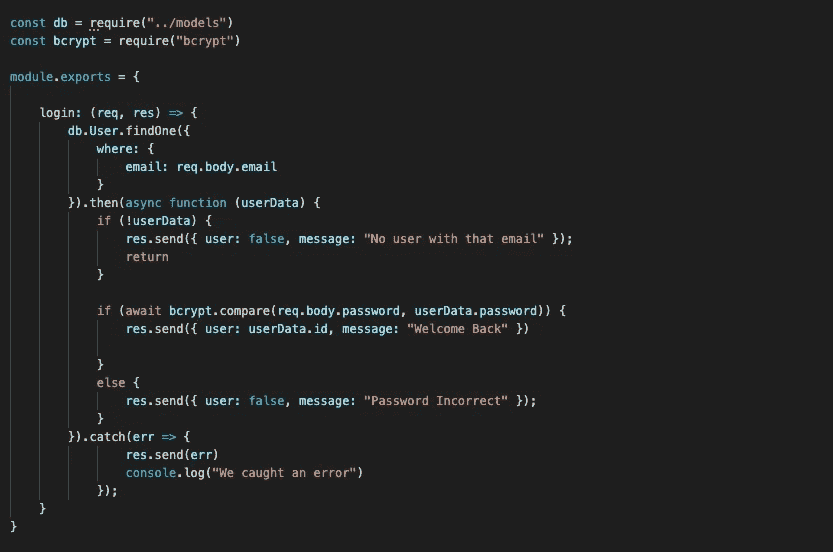 const db = require("../models")
const bcrypt = require("bcrypt")
module.exports = {
login: (req, res) => {
db.User.findOne({
where: {
email: req.body.email
}
}).then(async function (userData) {
if (!userData) {
res.send({ user: false, message: "No user with that email" });
return
}
if (await bcrypt.compare(req.body.password, userData.password)) {
res.send({ user: userData.id, message: "Welcome Back" })
}
else {
res.send({ user: false, message: "Password Incorrect" });
}
}).catch(err => {
res.send(err)
console.log("We caught an error")
});
}
}